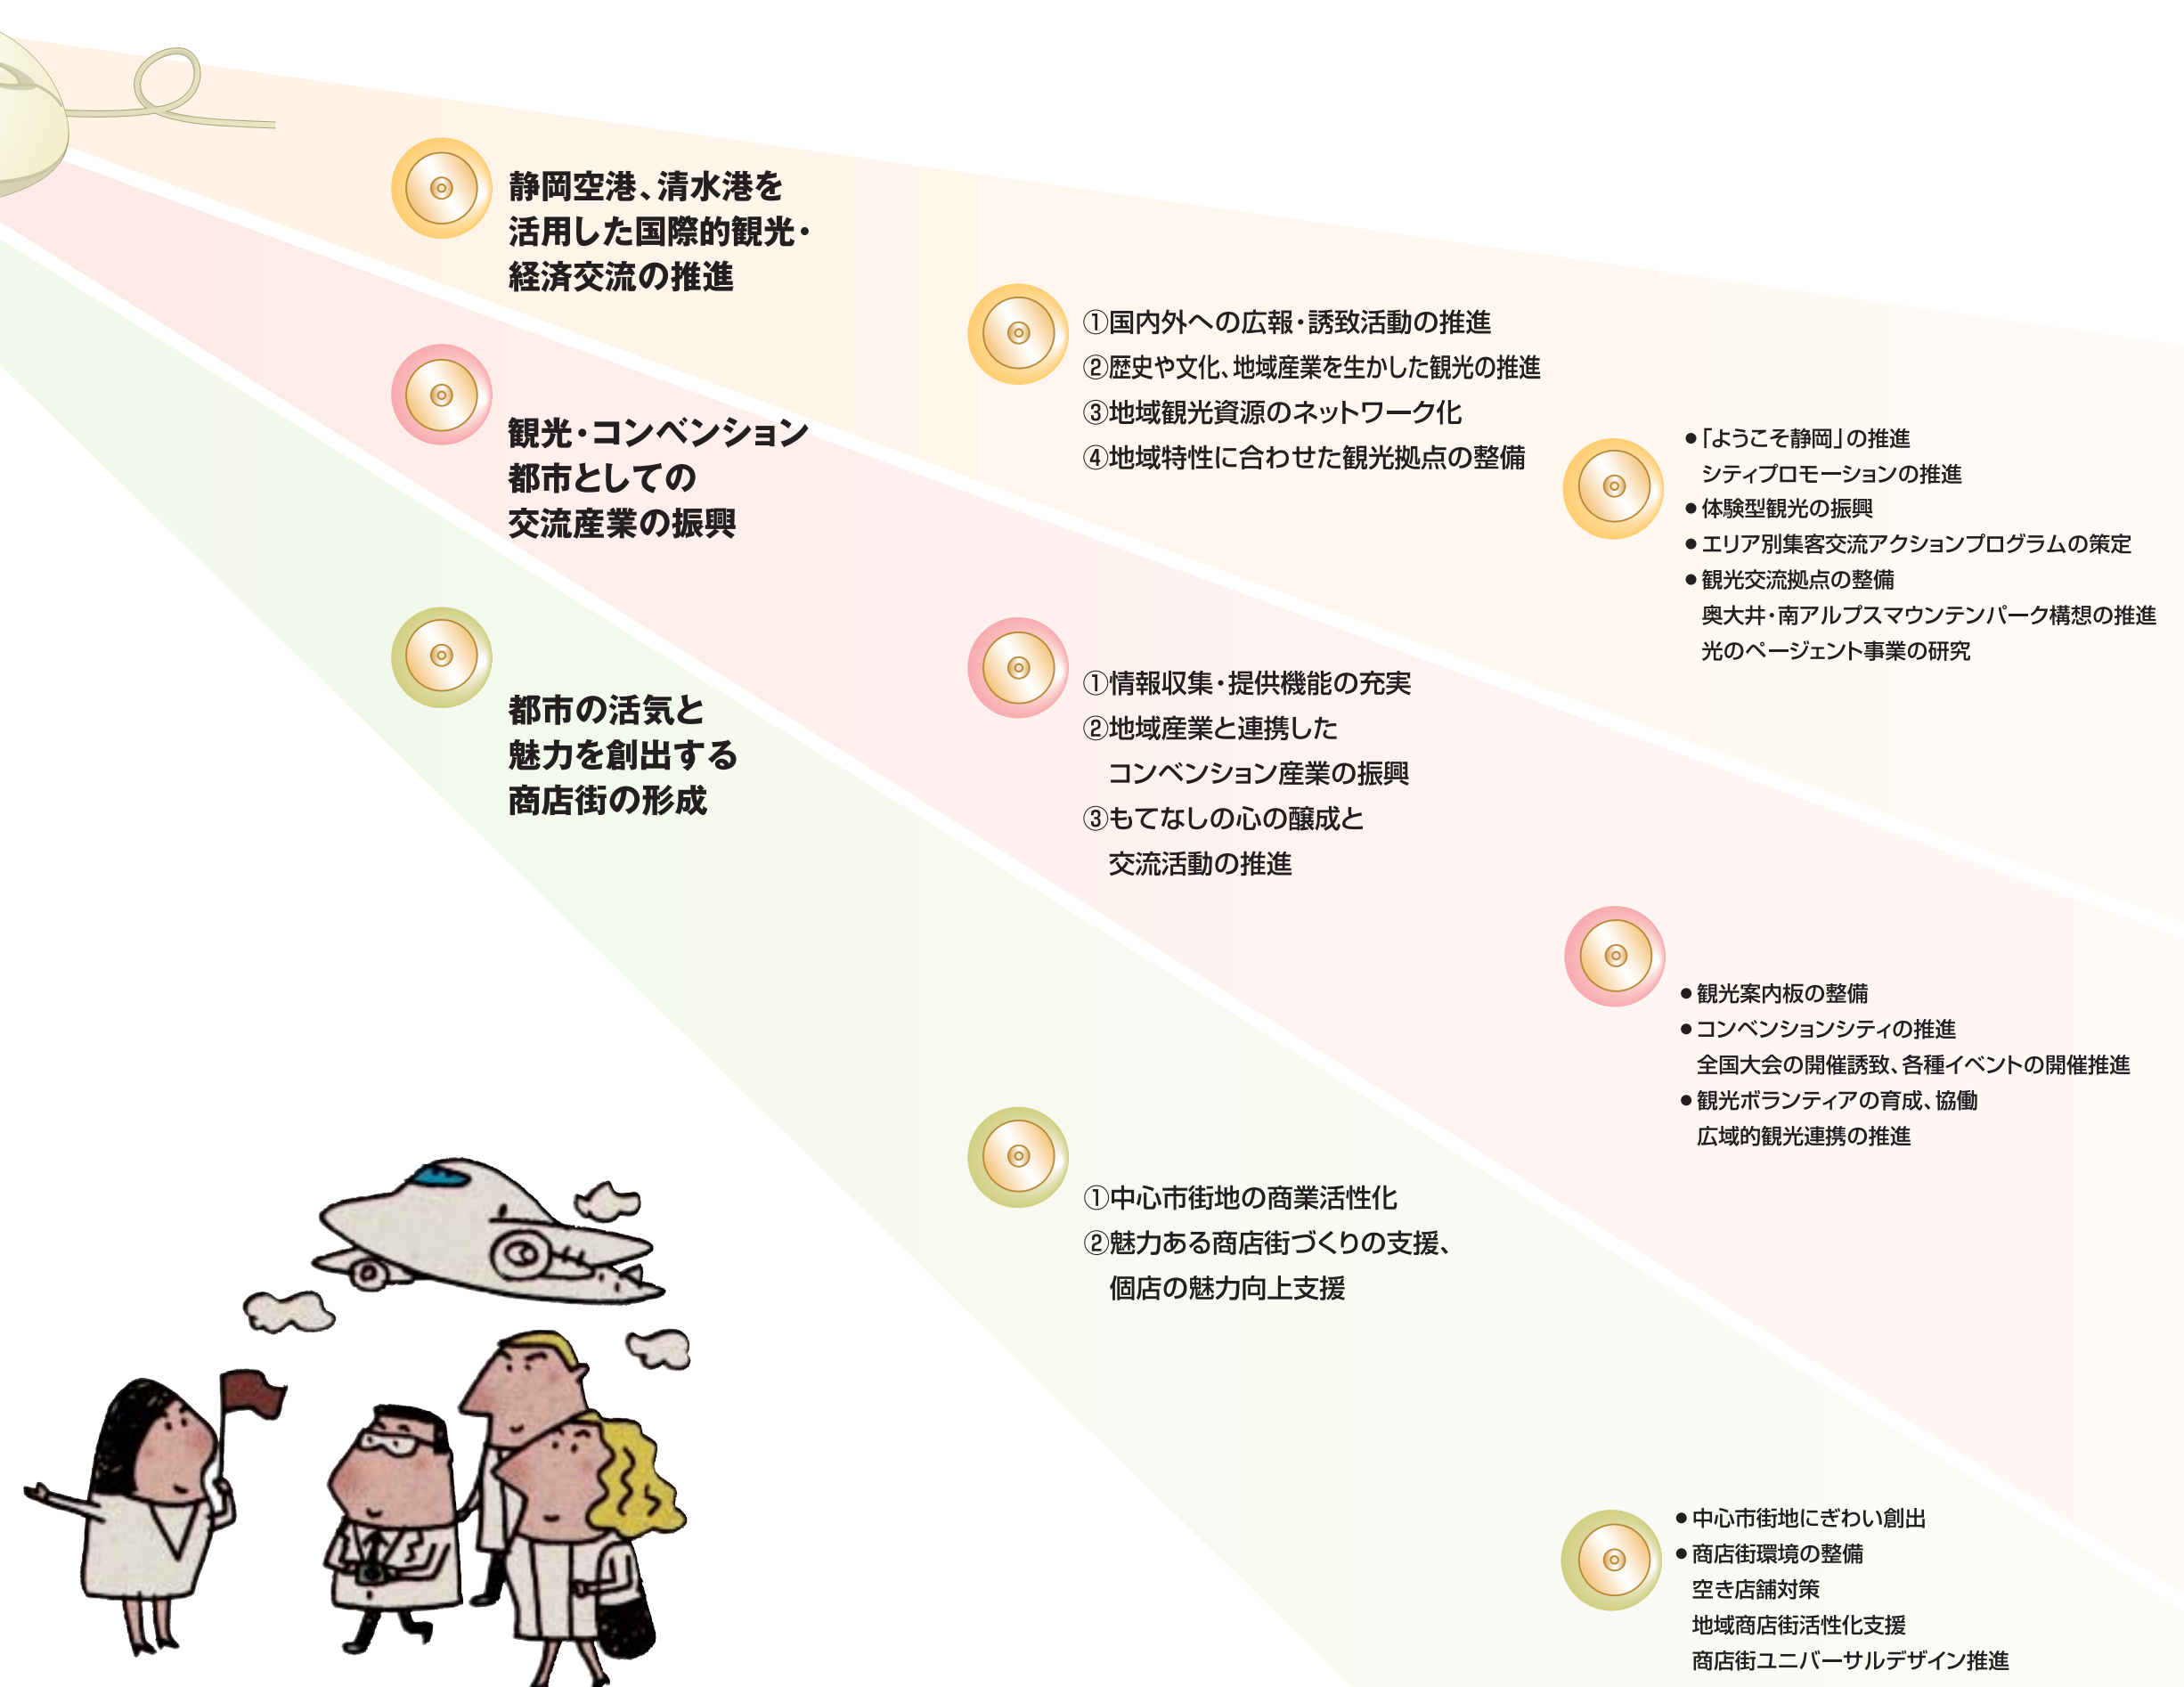 静岡空港、清水港を
活用した国際的観光・
経済交流の推進
観光・コンベンション
都市としての
交流産業の振興
都市の活気と
魅力を創出する
商店街の形成
①国内外への広報・誘致活動の推進
②歴史や文化、地域産業を生かした観光の推進
③地域観光資源のネットワーク化
④地域特性に合わせた観光拠点の整備
①情報収集・提供機能の充実
②地域産業と連携した
コンベンション産業の振興
③もてなしの心の醸成と
交流活動の推進
①中心市街地の商業活性化
②魅力ある商店街づくりの支援、
個店の魅力向上支援
●「ようこそ静岡」の推進
シティプロモーションの推進
●体験型観光の振興
●エリア別集客交流アクションプログラムの策定
●観光交流拠点の整備
奥大井・南アルプスマウンテンパーク構想の推進
光のページェント事業の研究
●観光案内板の整備
●コンベンションシティの推進
全国大会の開催誘致、各種イベントの開催推進
●観光ボランティアの育成、協働
広域的観光連携の推進
●中心市街地にぎわい創出
●商店街環境の整備
空き店舗対策
地域商店街活性化支援
商店街ユニバーサルデザイン推進